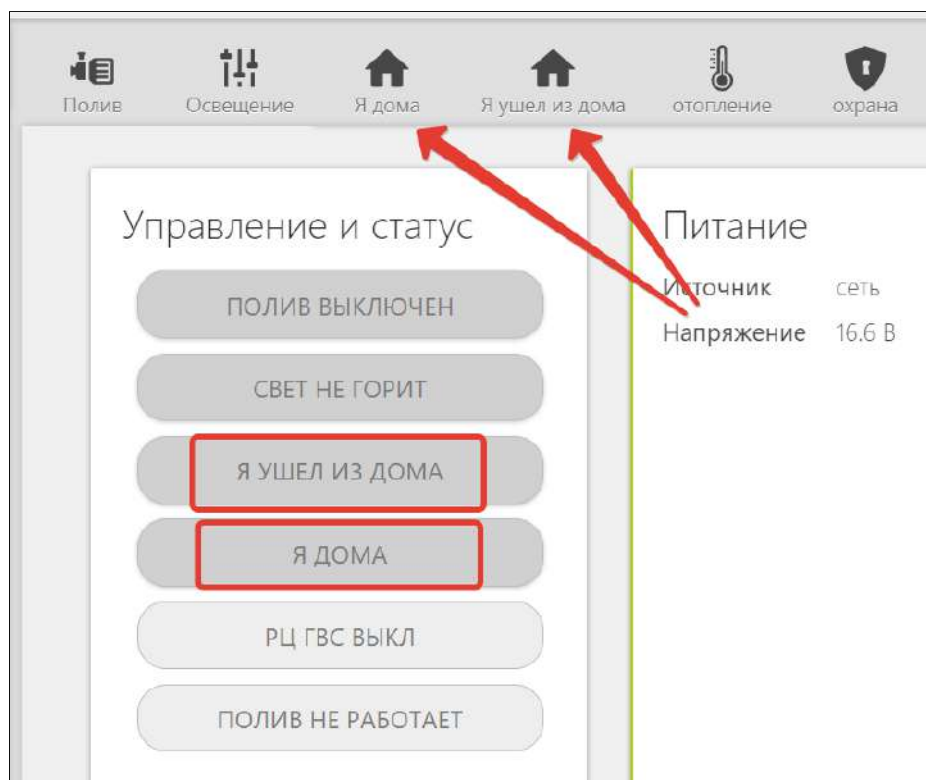 Полив Освещение Я дома Я ушел из дома отопление охрана
Управление и статус
ПОЛИВ ВЫКЛЮЧЕН
СВЕТ НЕ ГОРИТ
Я УШЕЛ ИЗ ДОМА
Я ДОМА
РЦ ГВС ВЫКЛ
ПОЛИВ НЕ РАБОТАЕТ
Питание
Источник сеть
Напряжение 16.6 В